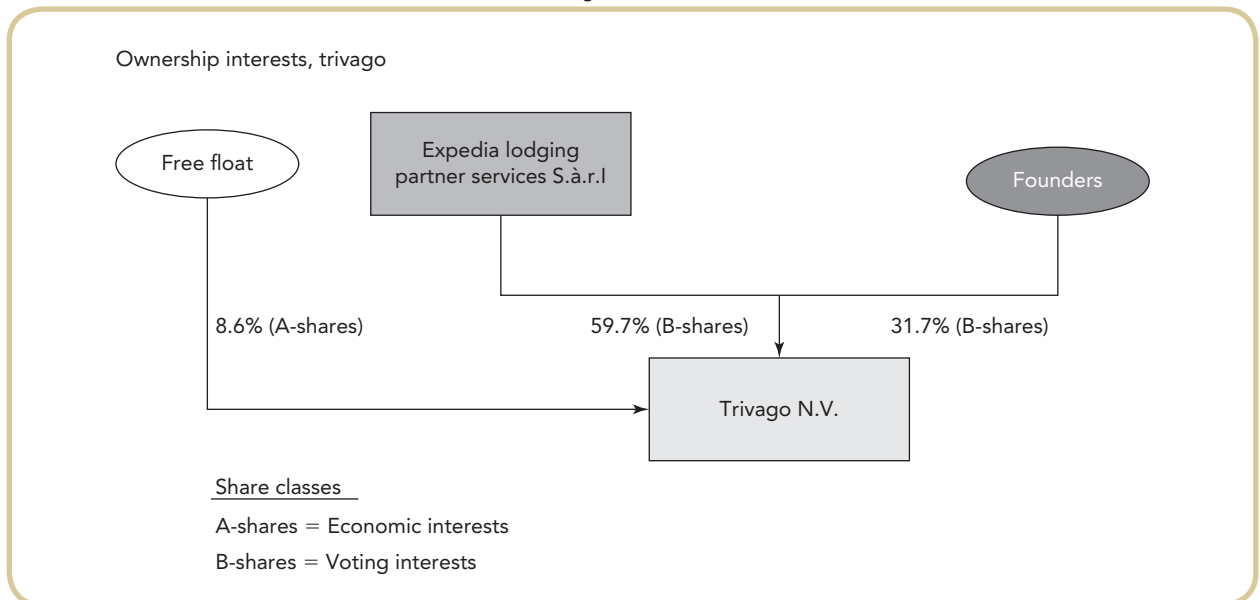 Ownership interests, trivago
Free float
Expedia lodging
partner services S.à.r.l
Founders
8.6% (A-shares)
59.7% (B-shares)
31.7% (B-shares)
Trivago N.V.
Share classes
A-shares = Economic interests
B-shares = Voting interests